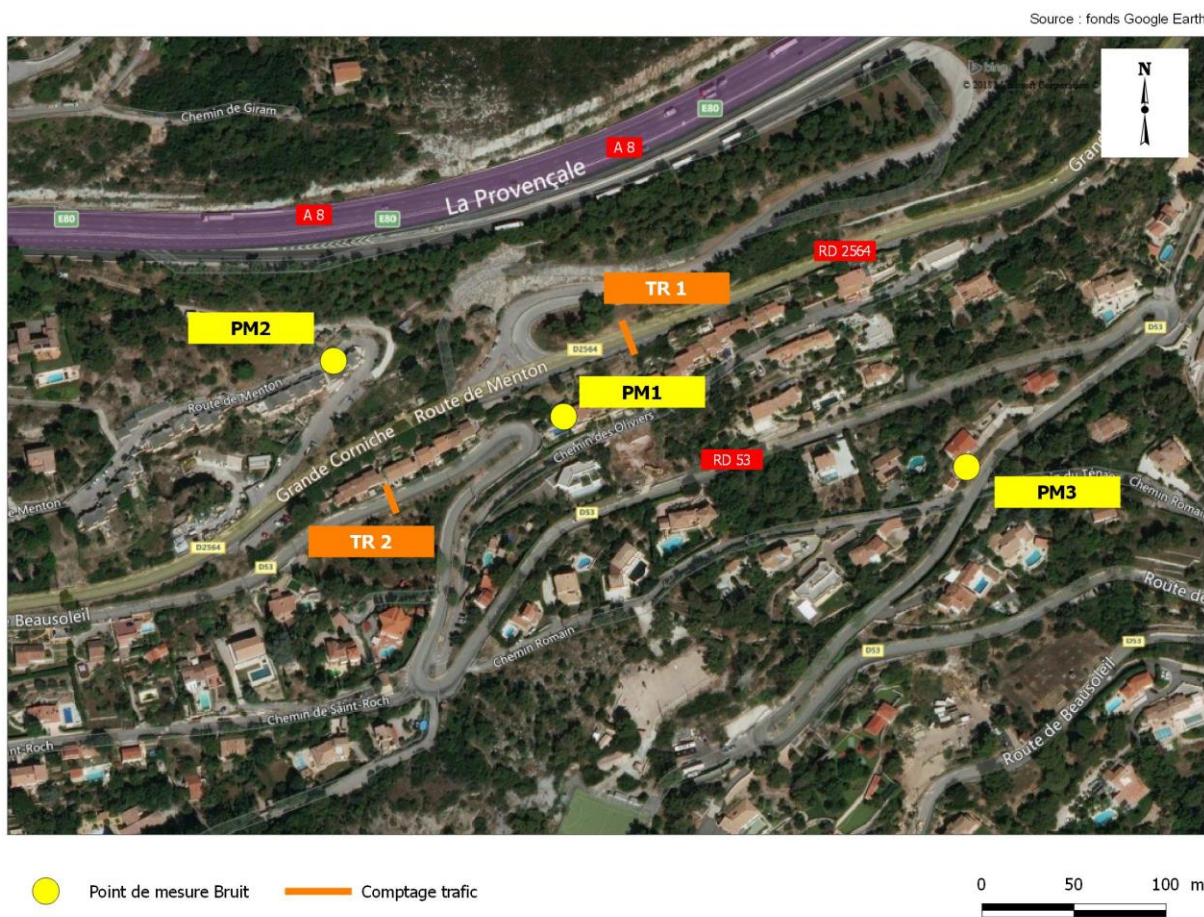 Source : fonds Google Earth
N
bing
Chemin de Giram
A 8
La Provençale
E80
A 8
E80
E80
RD 2564
TR 1
PM2
D2564
D53
Route de Menton
Route de Menton
PM1
Chemin des Oliviers
RD 53
Grande Corniche
PM3
Chemin Romain
TR 2
D53
D2564
D53
Beausoleil
Chemin Romain
D53
D53
Route de Beausoleil
Chemin de Saint-Roch
Point de mesure Bruit
Comptage trafic
0 50 100 m